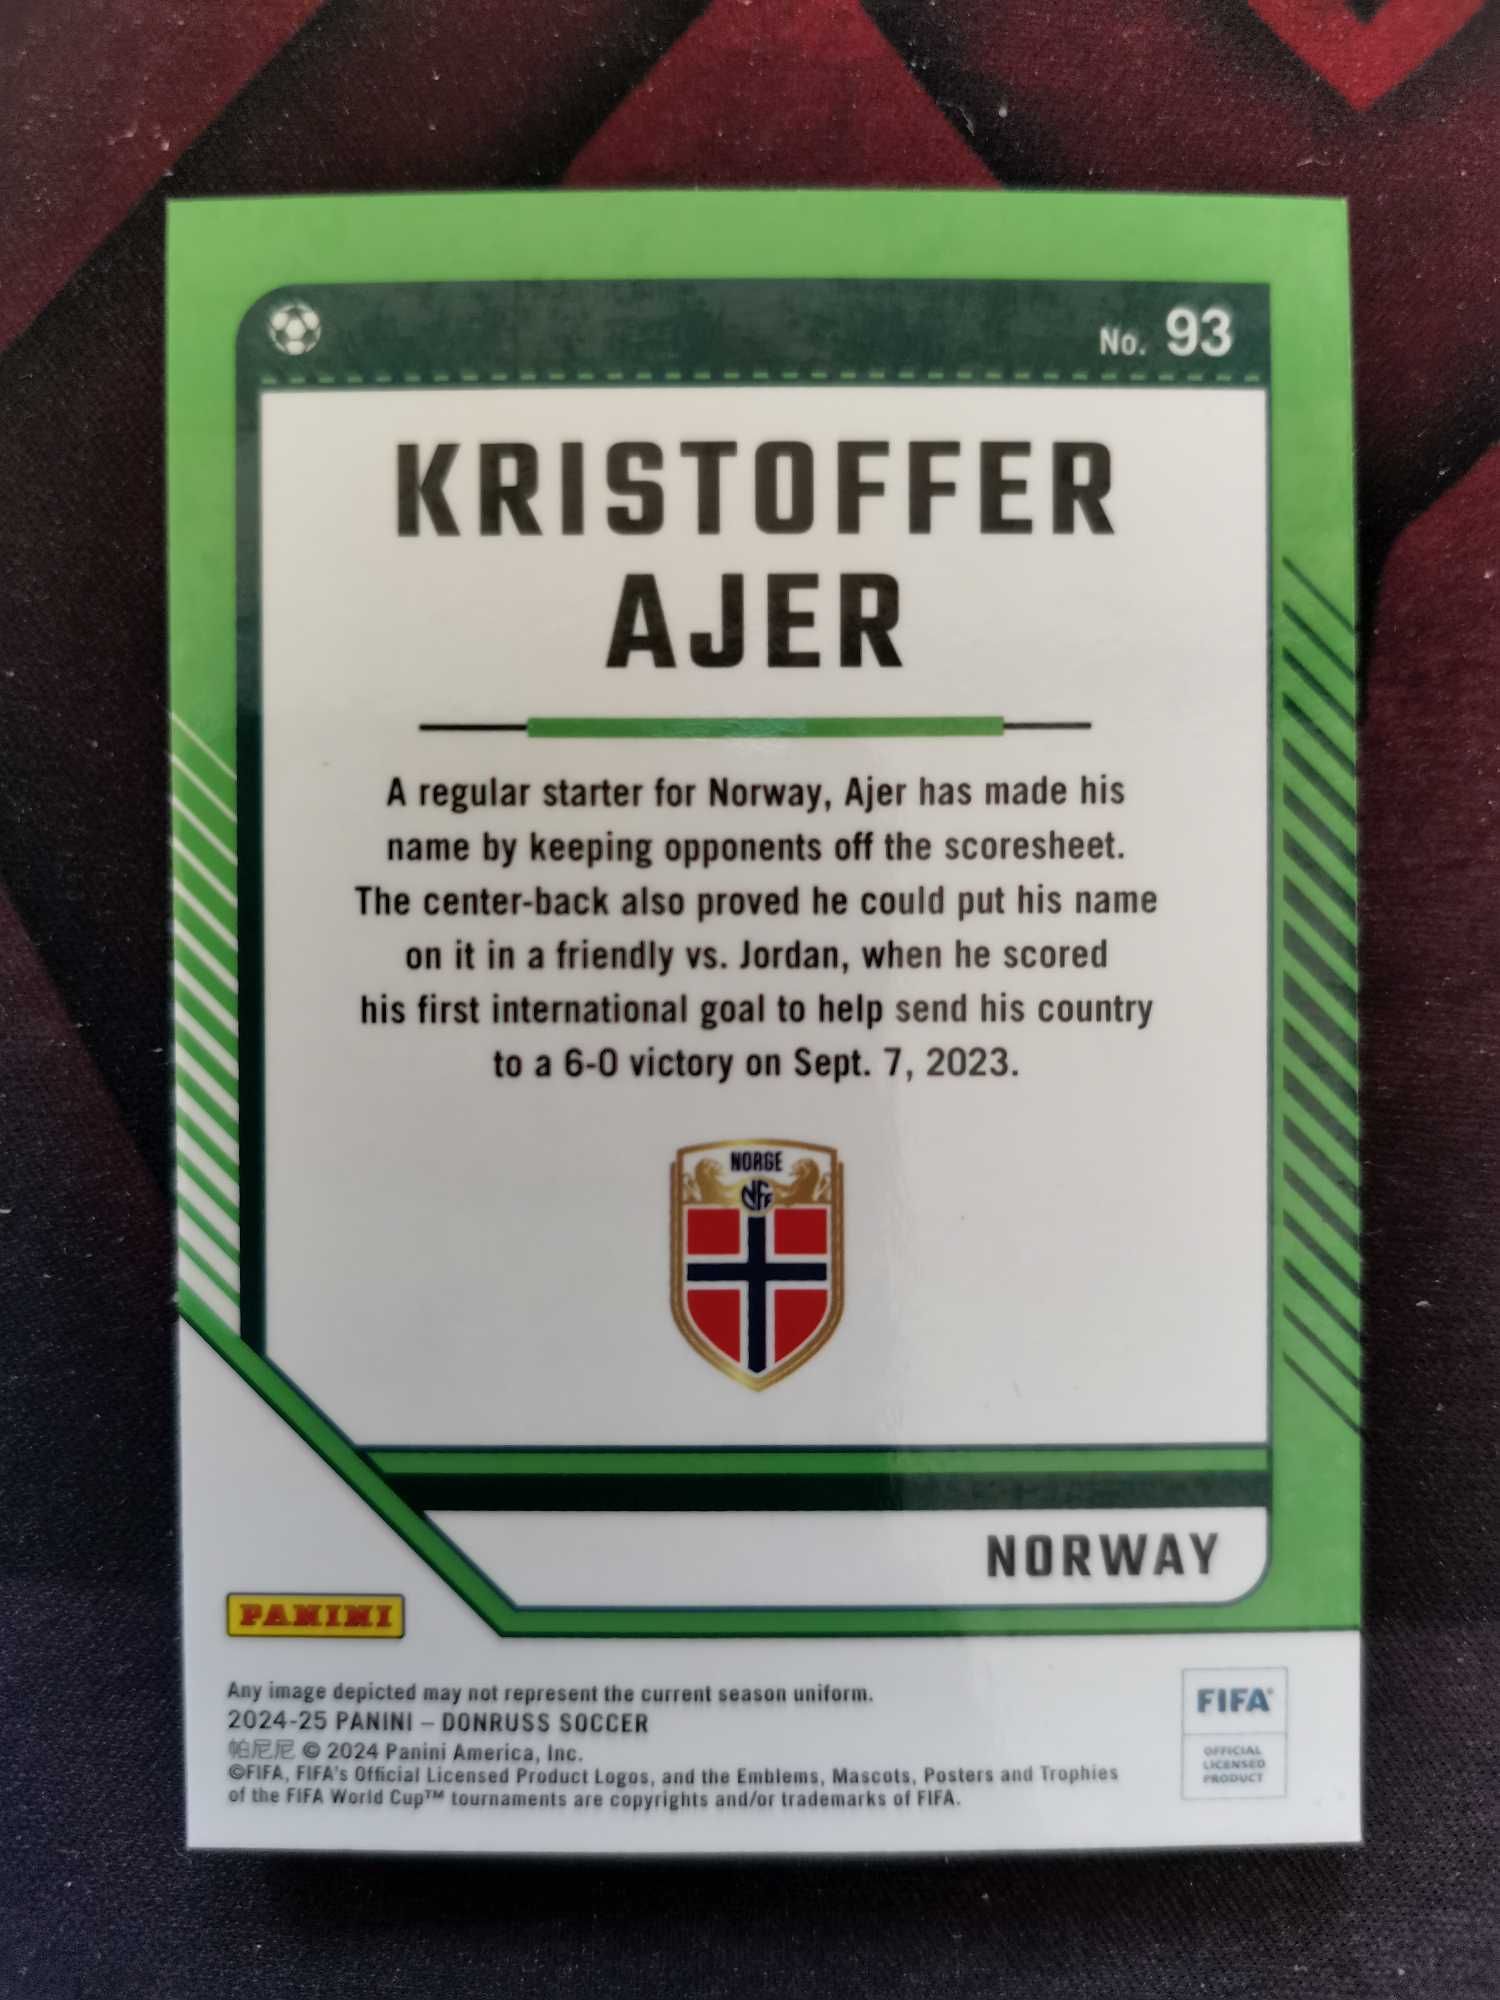 No. 93
KRISTOFFER
AJER
A regular starter for Norway, Ajer has made his
name by keeping opponents off the scoresheet.
The center-back also proved he could put his name
on it in a friendly vs. Jordan, when he scored
his first international goal to help send his country
to a 6-0 victory on Sept. 7, 2023.
NORGE
NFF
NORWAY
PANINI
Any image depicted may not represent the current season uniform.
2024-25 PANINI – DONRUSS SOCCER
帕尼尼 © 2024 Panini America, Inc.
©FIFA, FIFA's Official Licensed Product Logos, and the Emblems, Mascots, Posters and Trophies
of the FIFA World Cup™ tournaments are copyrights and/or trademarks of FIFA.
FIFA®
OFFICIAL
LICENSED
PRODUCT